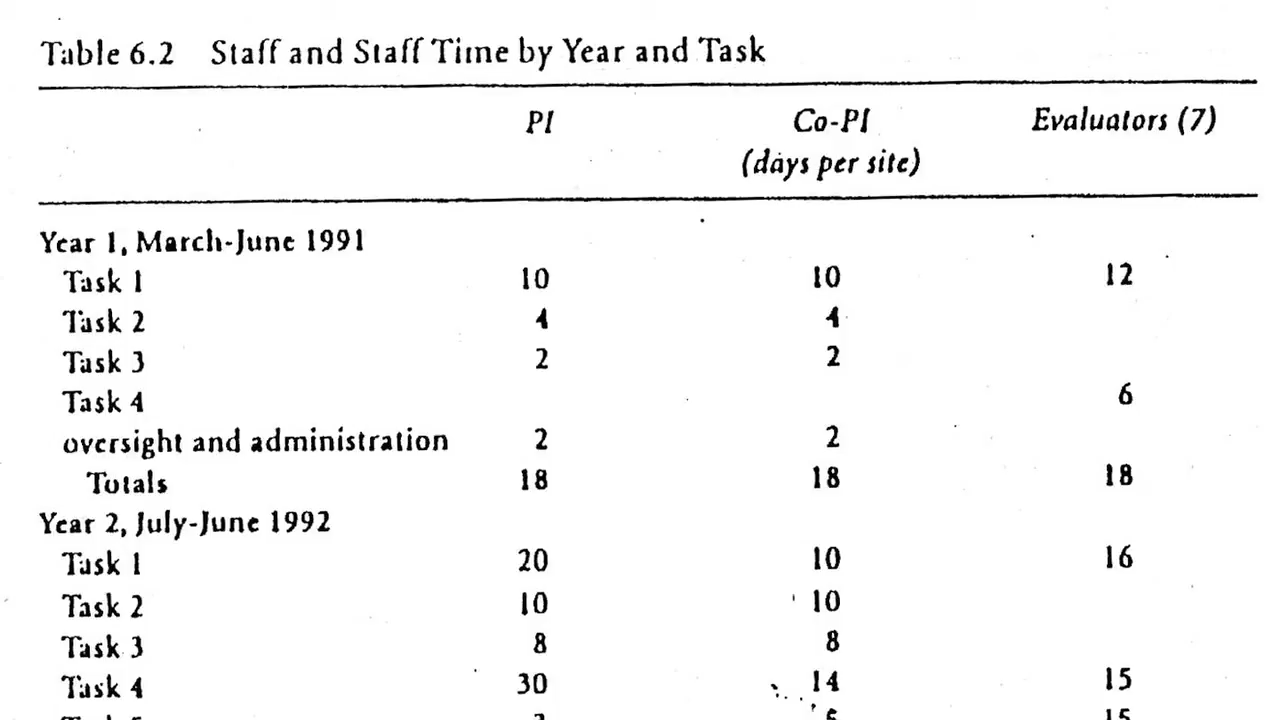 Table 6.2 Staff and Staff Time by Year and Task
PI Co-PI Evaluators (7)
(days per site)
Year 1, March-June 1991
Task 1 10 10 12
Task 2 4 4
Task 3 2 2
Task 4 6
oversight and administration 2 2
Totals 18 18 18
Year 2, July-June 1992
Task 1 20 10 16
Task 2 10 10
Task 3 8 8
Task 4 30 14 15